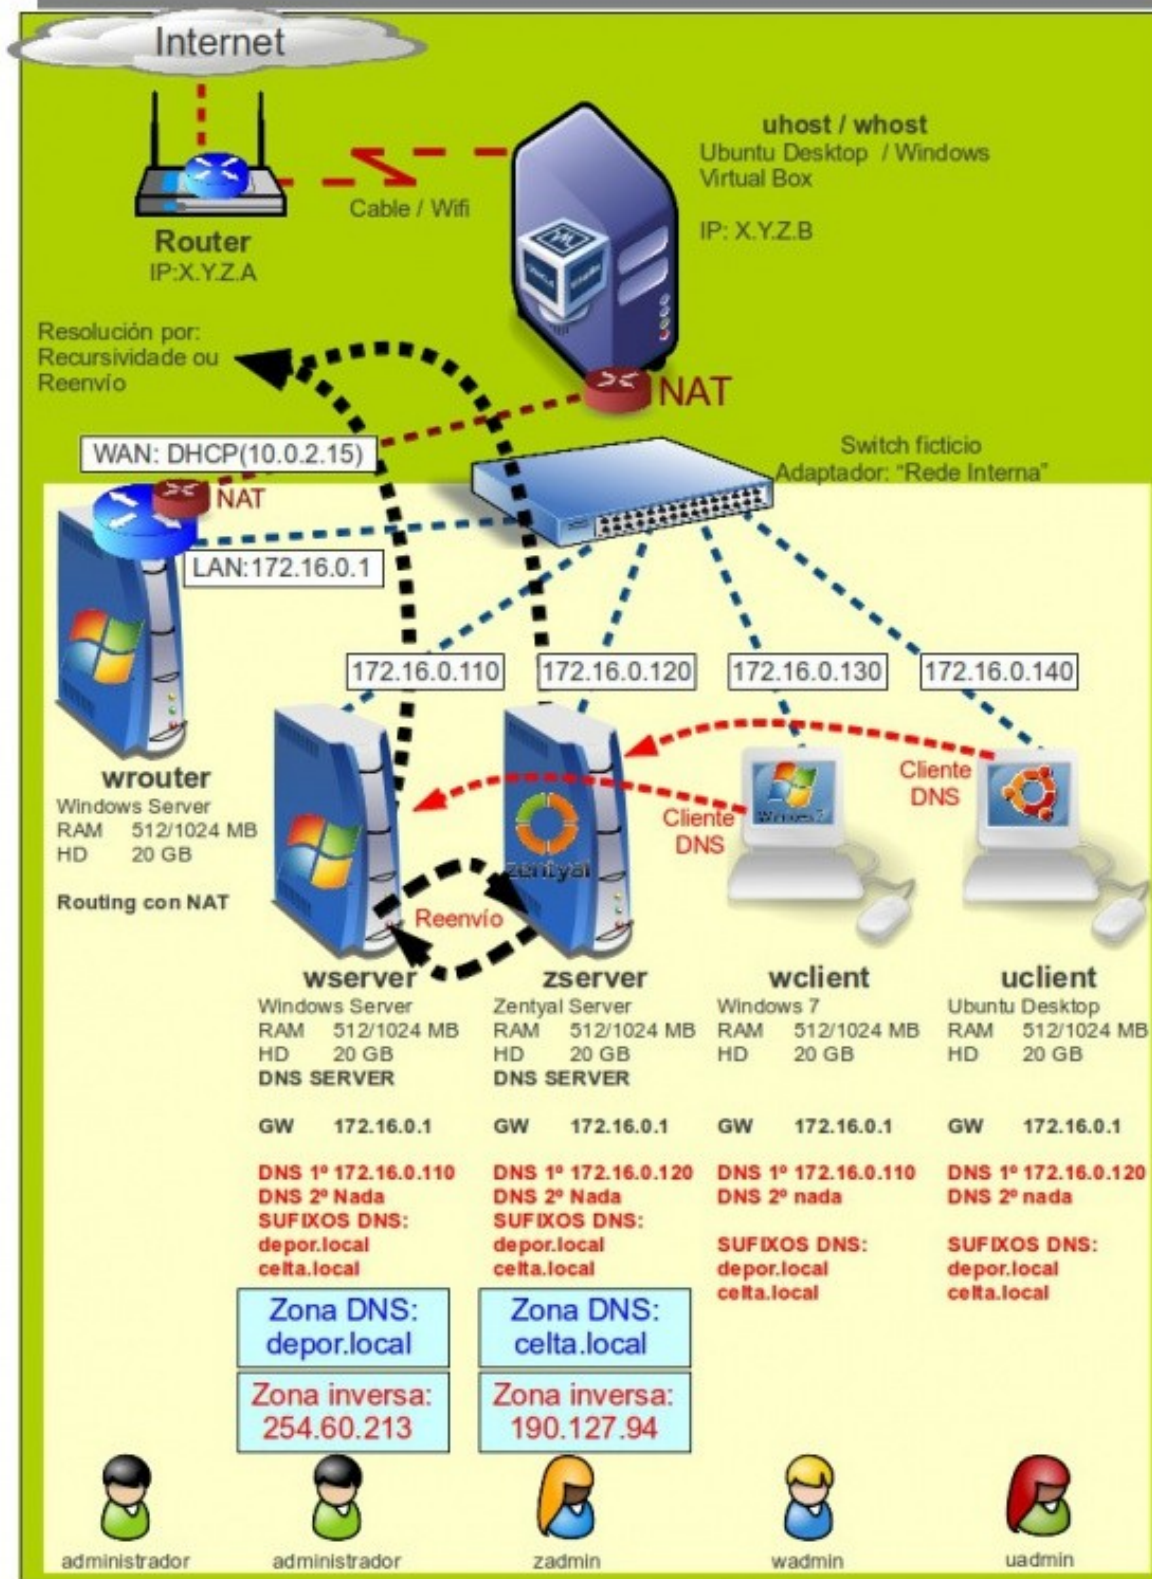 Internet
uhost / whost
Ubuntu Desktop / Windows
Virtual Box
IP: X.Y.Z.B
Cable / Wifi
Router
IP:X.Y.Z.A
Resolución por:
Recursividade ou
Reenvío
NAT
WAN: DHCP(10.0.2.15)
Switch ficticio
Adaptador: “Rede Interna”
NAT
LAN:172.16.0.1
172.16.0.110
172.16.0.120
172.16.0.130
172.16.0.140
Cliente
DNS
Cliente
DNS
Windows 7
zentyal
Reenvío
wrouter
Windows Server
RAM 512/1024 MB
HD 20 GB
Routing con NAT
wserver
Windows Server
RAM 512/1024 MB
HD 20 GB
DNS SERVER
GW 172.16.0.1
DNS 1º 172.16.0.110
DNS 2º Nada
SUFIXOS DNS:
depor.local
celta.local
Zona DNS:
depor.local
Zona inversa:
254.60.213
zserver
Zentyal Server
RAM 512/1024 MB
HD 20 GB
DNS SERVER
GW 172.16.0.1
DNS 1º 172.16.0.120
DNS 2º Nada
SUFIXOS DNS:
depor.local
celta.local
Zona DNS:
celta.local
Zona inversa:
190.127.94
wclient
Windows 7
RAM 512/1024 MB
HD 20 GB
GW 172.16.0.1
DNS 1º 172.16.0.110
DNS 2º nada
SUFIXOS DNS:
depor.local
celta.local
uclient
Ubuntu Desktop
RAM 512/1024 MB
HD 20 GB
GW 172.16.0.1
DNS 1º 172.16.0.120
DNS 2º nada
SUFIXOS DNS:
depor.local
celta.local
administrador
administrador
zadmin
wadmin
uadmin